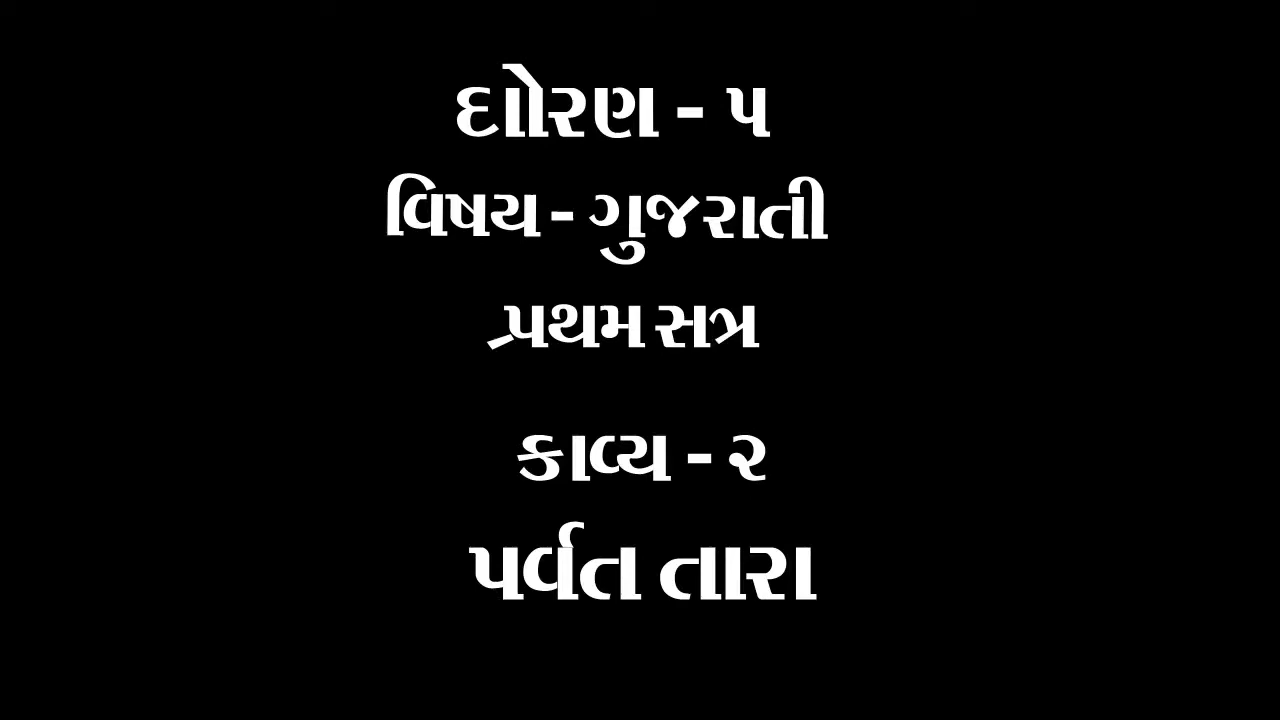 દાોરણ - ૫
વિષય - ગુજરાતી
પ્રથમ સત્ર
કાવ્ય - ૨
પર્વત તારા